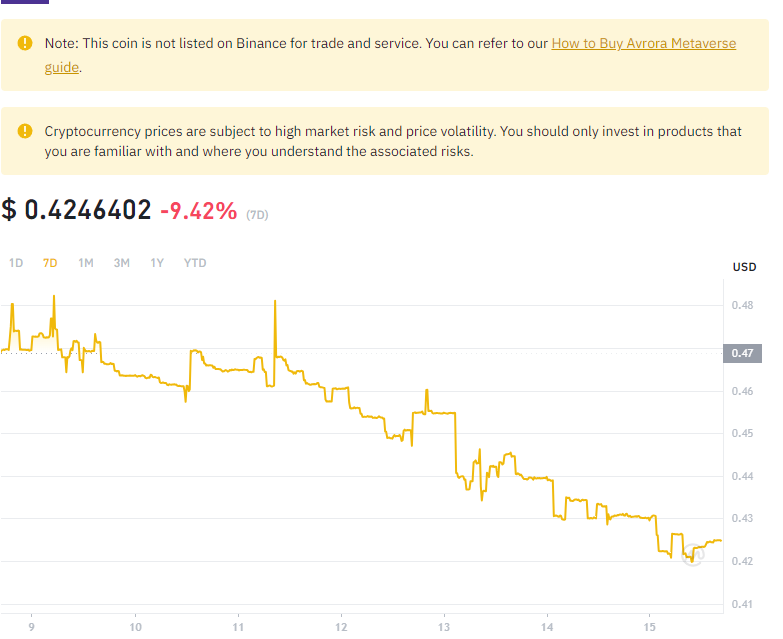 Note: This coin is not listed on Binance for trade and service. You can refer to our How to Buy Avrora Metaverse
guide.
Cryptocurrency prices are subject to high market risk and price volatility. You should only invest in products that
you are familiar with and where you understand the associated risks.
$ 0.4246402 -9.42% (7D)
1D 7D 1M 3M 1Y YTD
USD
0.48
0.47
0.46
0.45
0.44
0.43
0.42
0.41
9 10 11 12 13 14 15